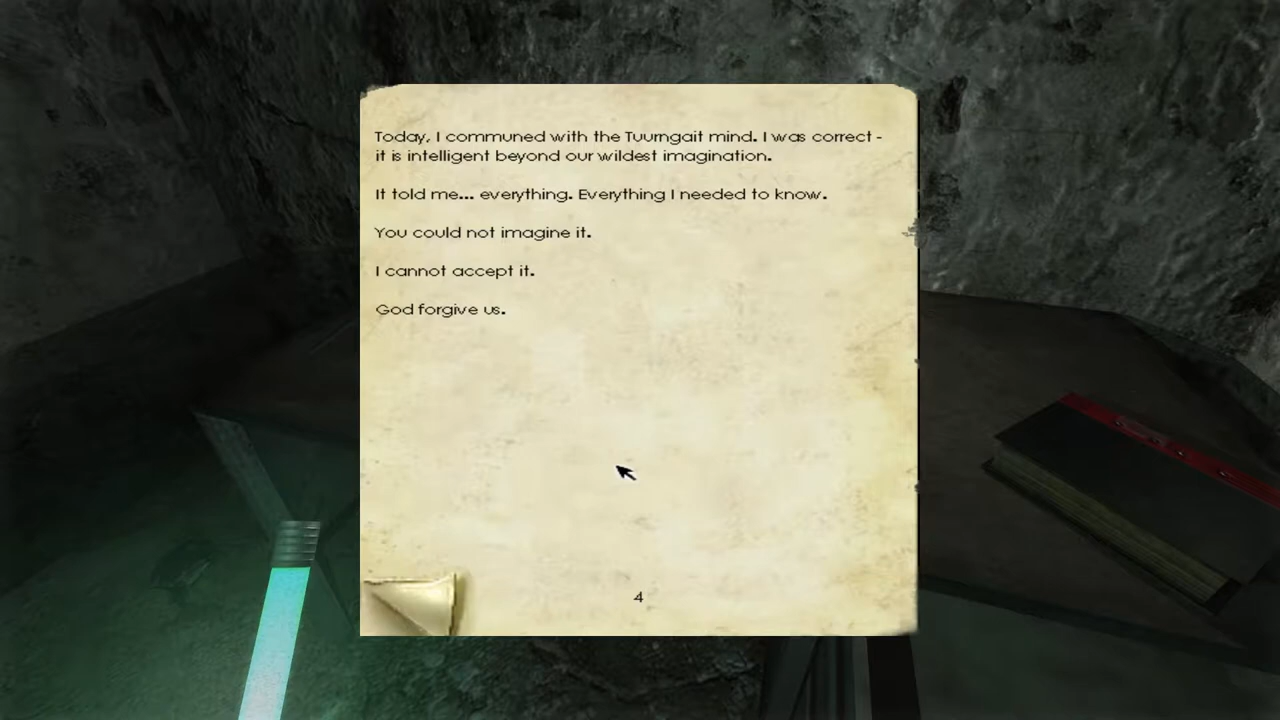 Today, I communed with the Tuurngait mind. I was correct -
it is intelligent beyond our wildest imagination.
It told me... everything. Everything I needed to know.
You could not imagine it.
I cannot accept it.
God forgive us.
4